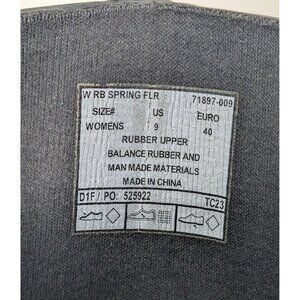 W RB SPRING FLR 71897-009
SIZE# US EURO
WOMENS 9 40
RUBBER UPPER
BALANCE RUBBER AND
MAN MADE MATERIALS
MADE IN CHINA
D1F / PO: 525922 TC23